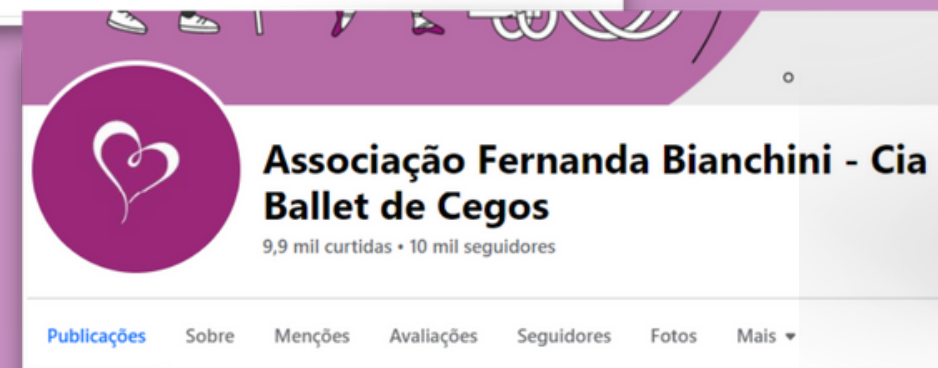 Associação Fernanda Bianchini - Cia
Ballet de Cegos
9,9 mil curtidas • 10 mil seguidores
Publicações Sobre Menções Avaliações Seguidores Fotos Mais